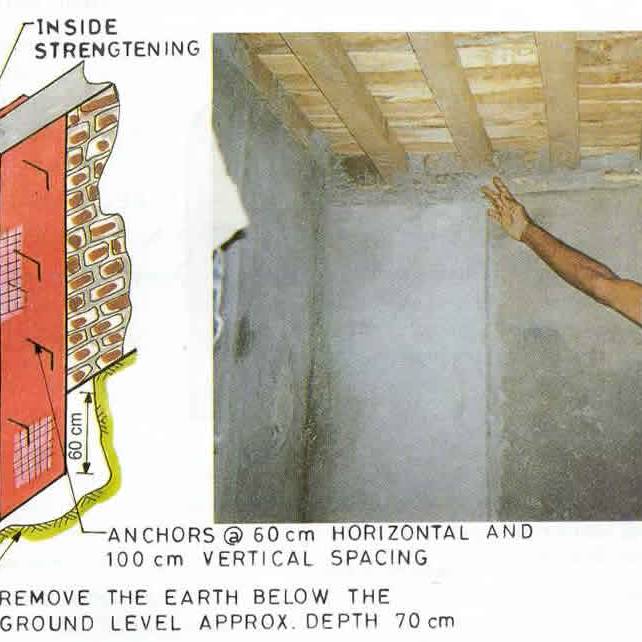 INSIDE
STRENGTENING
60 cm
ANCHORS @ 60 cm HORIZONTAL AND
100 cm VERTICAL SPACING
REMOVE THE EARTH BELOW THE
GROUND LEVEL APPROX. DEPTH 70 cm